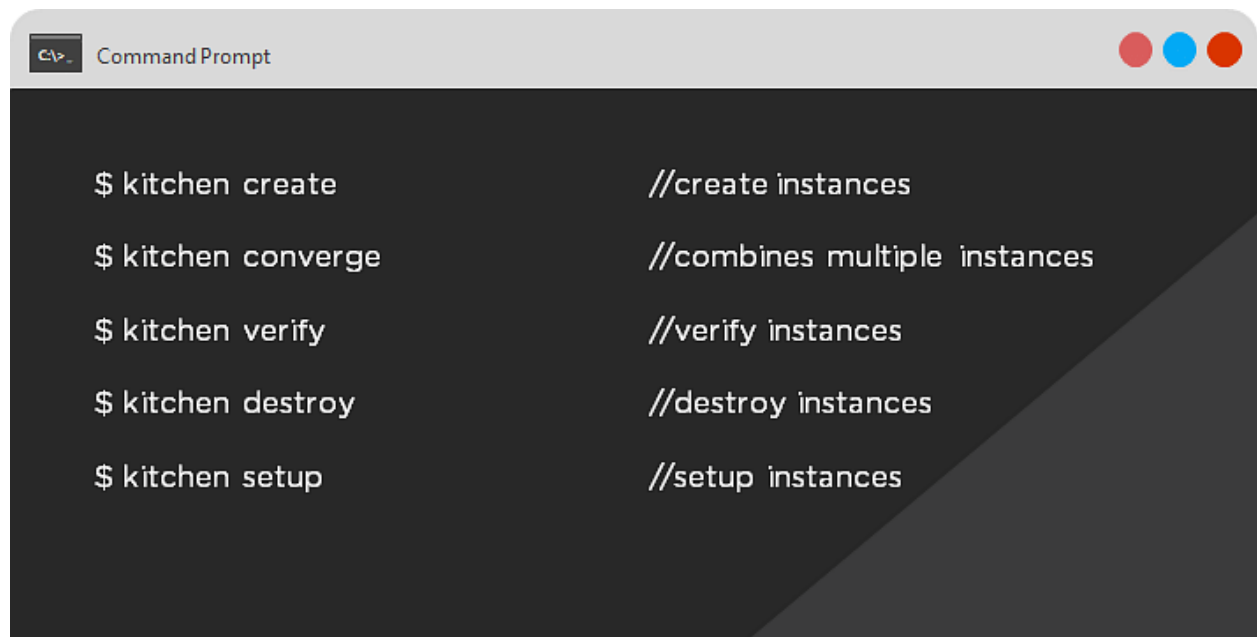 C:\>_ Command Prompt
$ kitchen create //create instances
$ kitchen converge //combines multiple instances
$ kitchen verify //verify instances
$ kitchen destroy //destroy instances
$ kitchen setup //setup instances